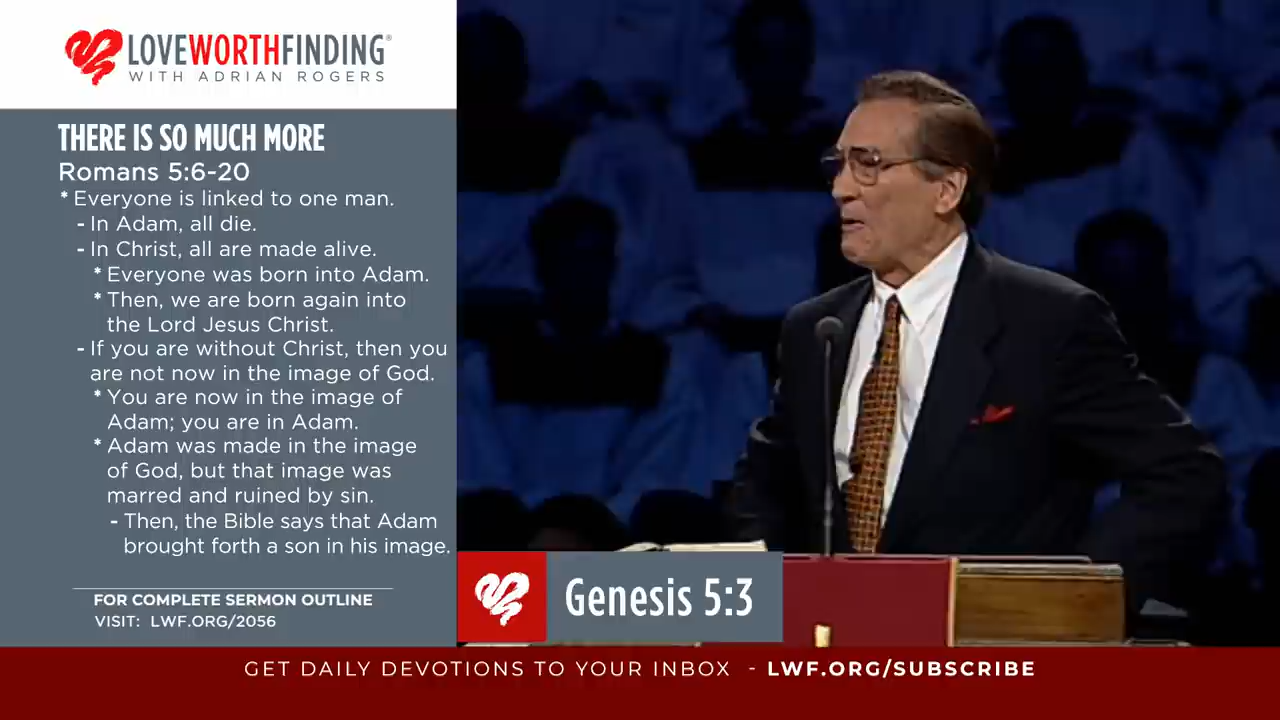 LOVEWORTHFINDING®
WITH ADRIAN ROGERS
THERE IS SO MUCH MORE
Romans 5:6-20
* Everyone is linked to one man.
- In Adam, all die.
- In Christ, all are made alive.
* Everyone was born into Adam.
* Then, we are born again into
the Lord Jesus Christ.
- If you are without Christ, then you
are not now in the image of God.
* You are now in the image of
Adam; you are in Adam.
* Adam was made in the image
of God, but that image was
marred and ruined by sin.
- Then, the Bible says that Adam
brought forth a son in his image.
FOR COMPLETE SERMON OUTLINE
VISIT: LWF.ORG/2056
Genesis 5:3
GET DAILY DEVOTIONS TO YOUR INBOX - LWF.ORG/SUBSCRIBE